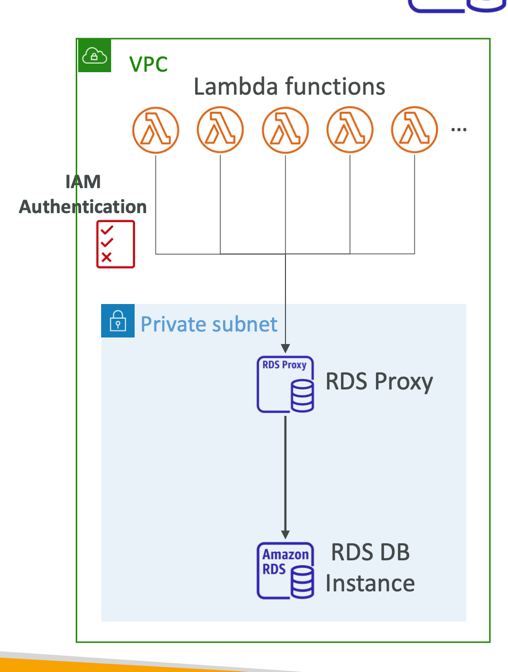 VPC
Lambda functions
...
IAM
Authentication
Private subnet
RDS Proxy
RDS Proxy
Amazon
RDS
RDS DB
Instance